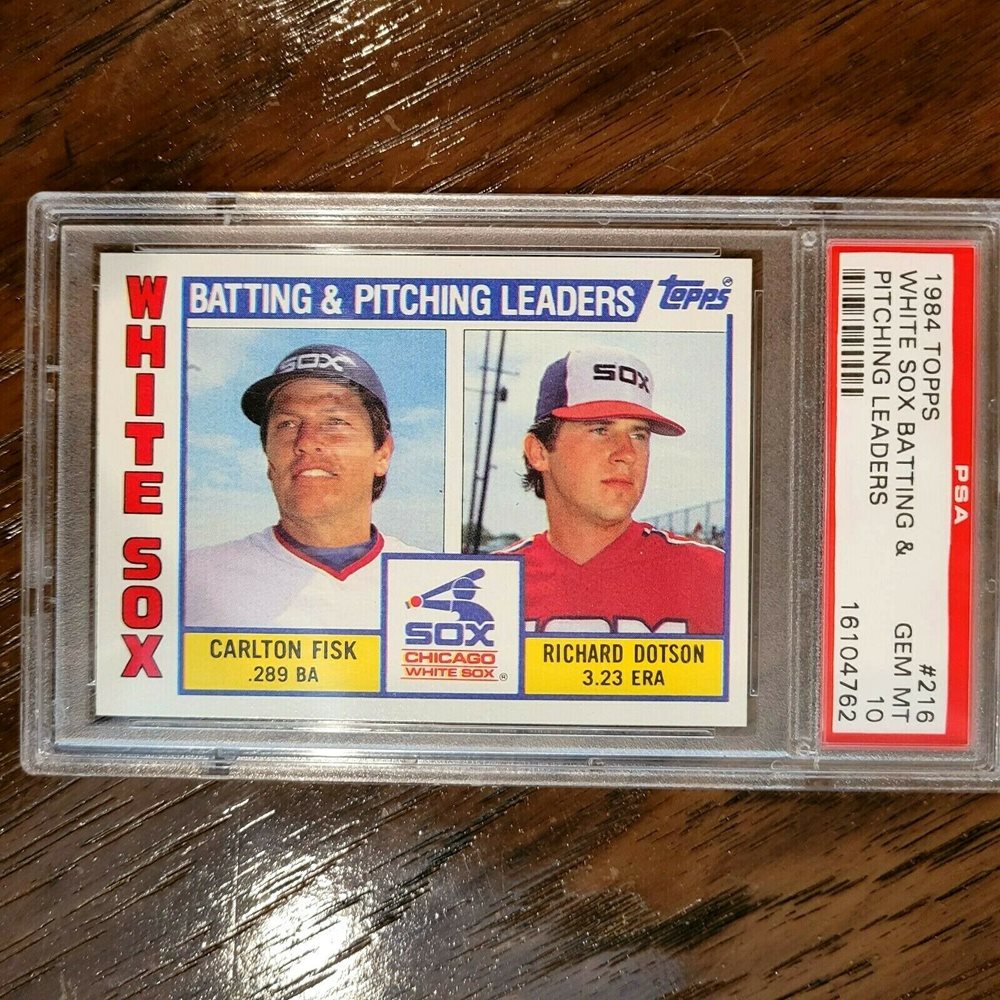 WHITE SOX
BATTING & PITCHING LEADERS
TOPPS®
SOX
SOX
CARLTON FISK
.289 BA
SOX
CHICAGO
WHITE SOX®
RICHARD DOTSON
3.23 ERA
PSA
1984 TOPPS #216
WHITE SOX BATTING & GEM MT
PITCHING LEADERS 10
16104762